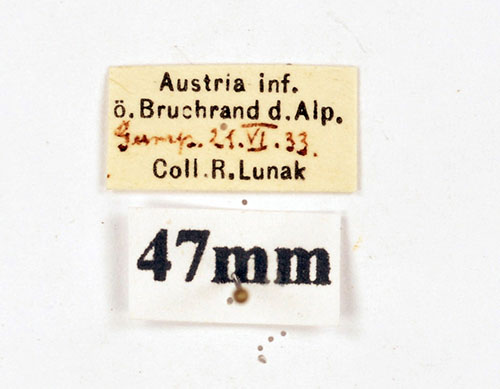 Austria inf.
ö. Bruchrand d. Alp.
Gump. 21. VI. 33.
Coll. R. Lunak
47mm